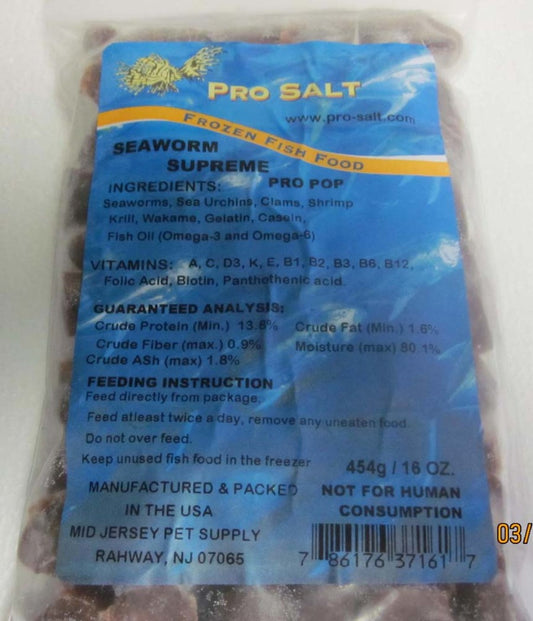 PRO SALT
www.pro-salt.com
FROZEN FISH FOOD
SEAWORM
SUPREME
PRO POP
INGREDIENTS:
Seaworms, Sea Urchins, Clams, Shrimp
Krill, Wakame, Gelatin, Casein,
Fish Oil (Omega-3 and Omega-6)
VITAMINS: A, C, D3, K, E, B1, B2, B3, B6, B12,
Folic Acid, Biotin, Panthothenic acid.
GUARANTEED ANALYSIS:
Crude Protein (Min.) 13.6% Crude Fat (Min.) 1.6%
Crude Fiber (max.) 0.9% Moisture (max) 80.1%
Crude ASh (max) 1.8%
FEEDING INSTRUCTION
Feed directly from package.
Feed atleast twice a day, remove any uneaten food.
Do not over feed.
Keep unused fish food in the freezer
454g / 16 OZ.
MANUFACTURED & PACKED
IN THE USA
MID JERSEY PET SUPPLY
RAHWAY, NJ 07065
NOT FOR HUMAN
CONSUMPTION
7 86176 37161 7
03/